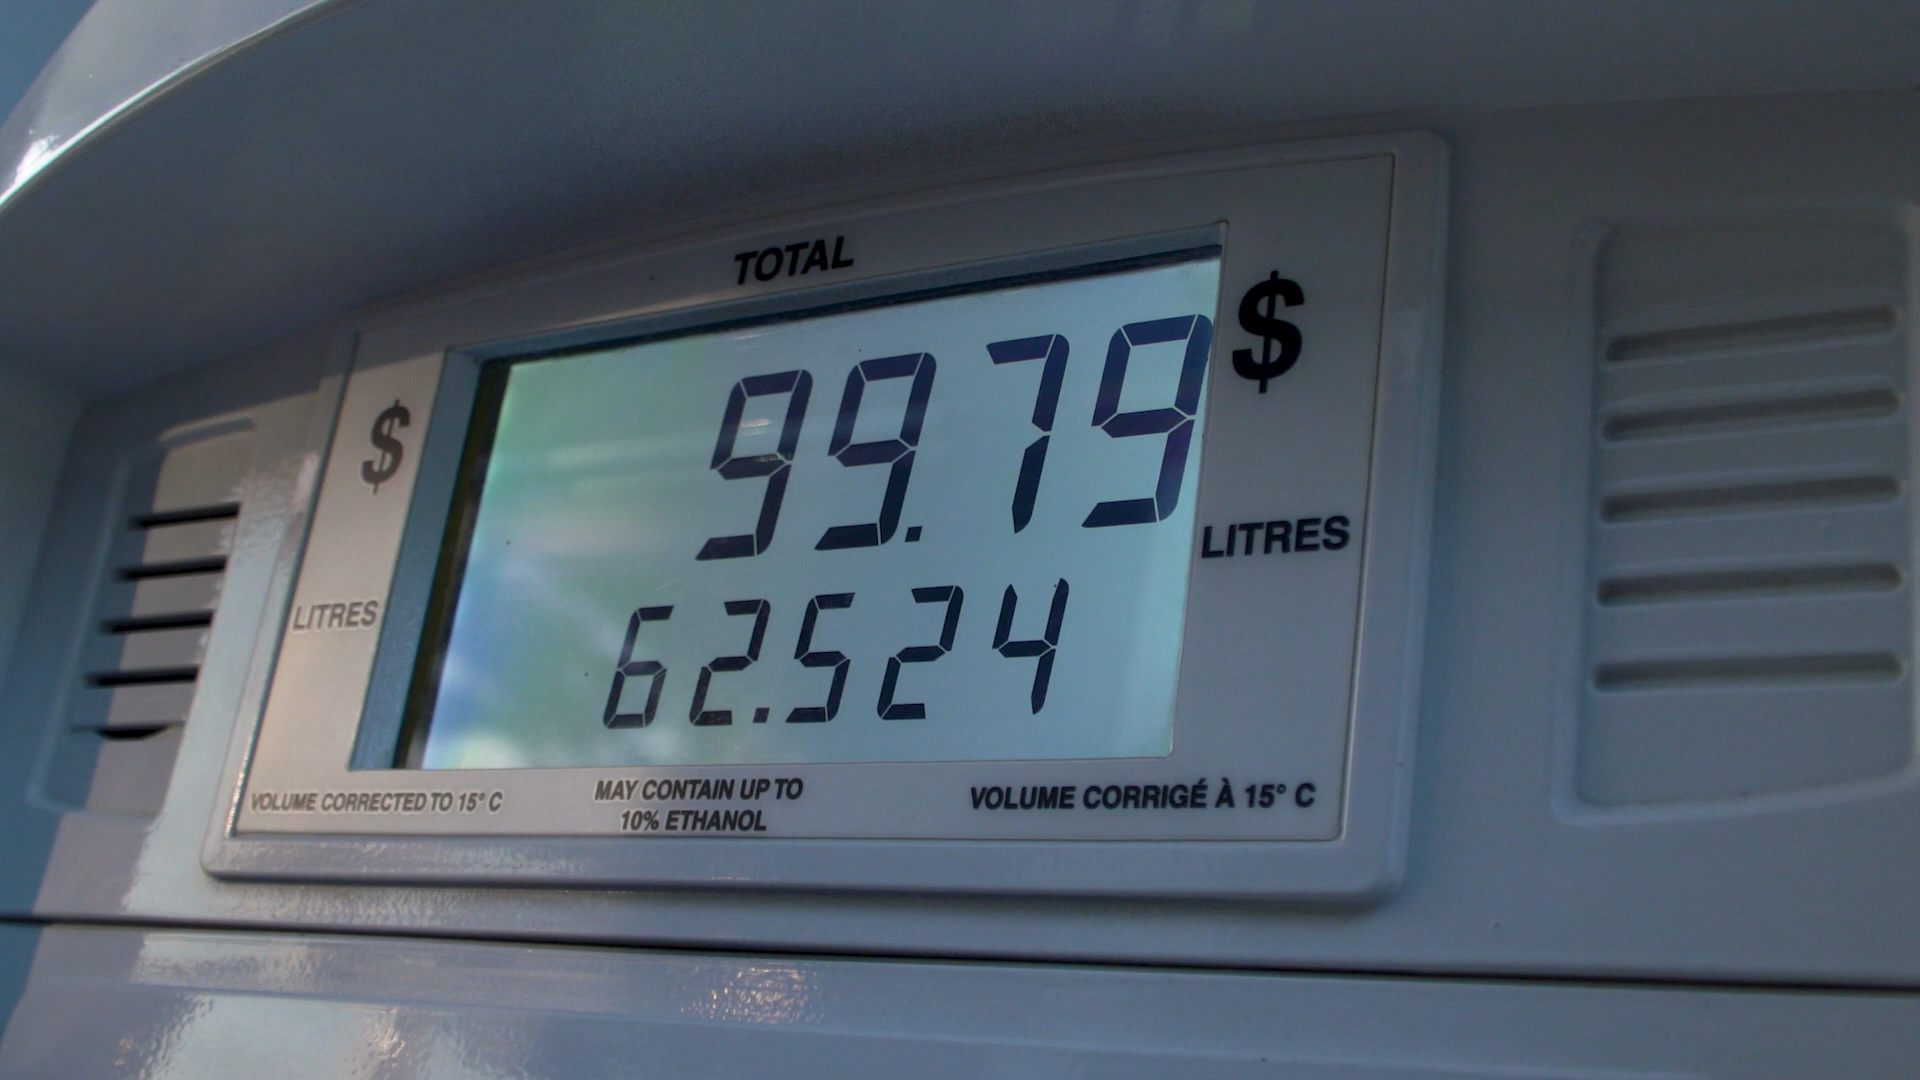 TOTAL
$ 99.79 $
LITRES 62.524 LITRES
VOLUME CORRECTED TO 15° C
MAY CONTAIN UP TO
10% ETHANOL
VOLUME CORRIGÉ À 15° C